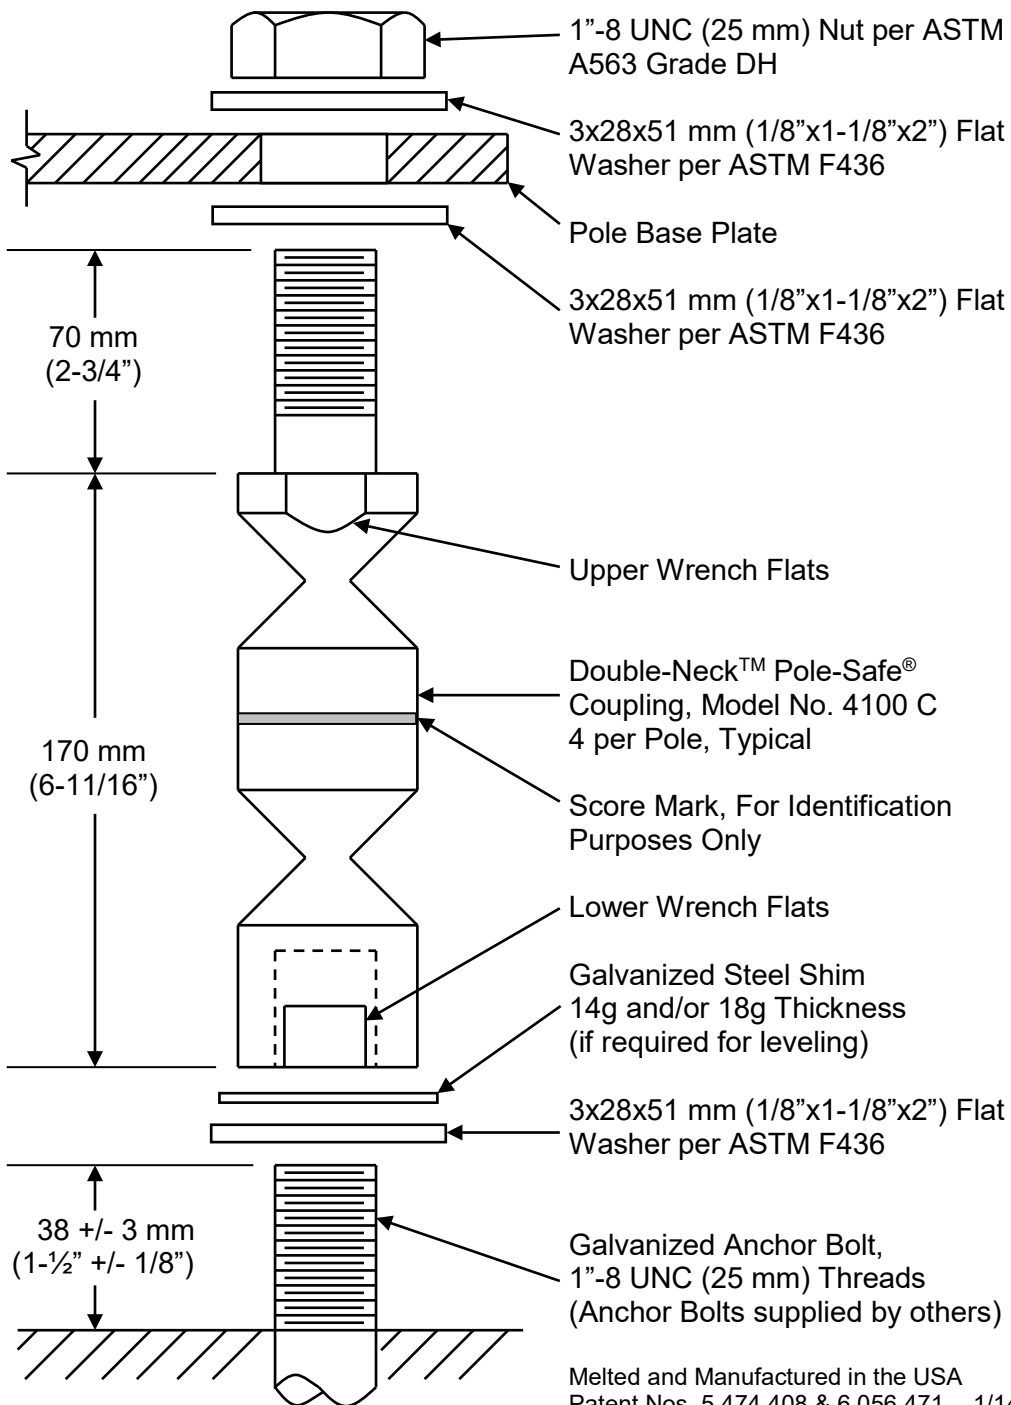 1”-8 UNC (25 mm) Nut per ASTM
A563 Grade DH
3x28x51 mm (1/8”x1-1/8”x2”) Flat
Washer per ASTM F436
Pole Base Plate
3x28x51 mm (1/8”x1-1/8”x2”) Flat
Washer per ASTM F436
70 mm
(2-3/4”)
Upper Wrench Flats
Double-Neck™ Pole-Safe®
Coupling, Model No. 4100 C
4 per Pole, Typical
170 mm
(6-11/16”)
Score Mark, For Identification
Purposes Only
Lower Wrench Flats
Galvanized Steel Shim
14g and/or 18g Thickness
(if required for leveling)
3x28x51 mm (1/8”x1-1/8”x2”) Flat
Washer per ASTM F436
38 +/- 3 mm
(1-½” +/- 1/8”)
Galvanized Anchor Bolt,
1”-8 UNC (25 mm) Threads
(Anchor Bolts supplied by others)
Melted and Manufactured in the USA
Patent Nos. 5,474,408 & 6,056,471